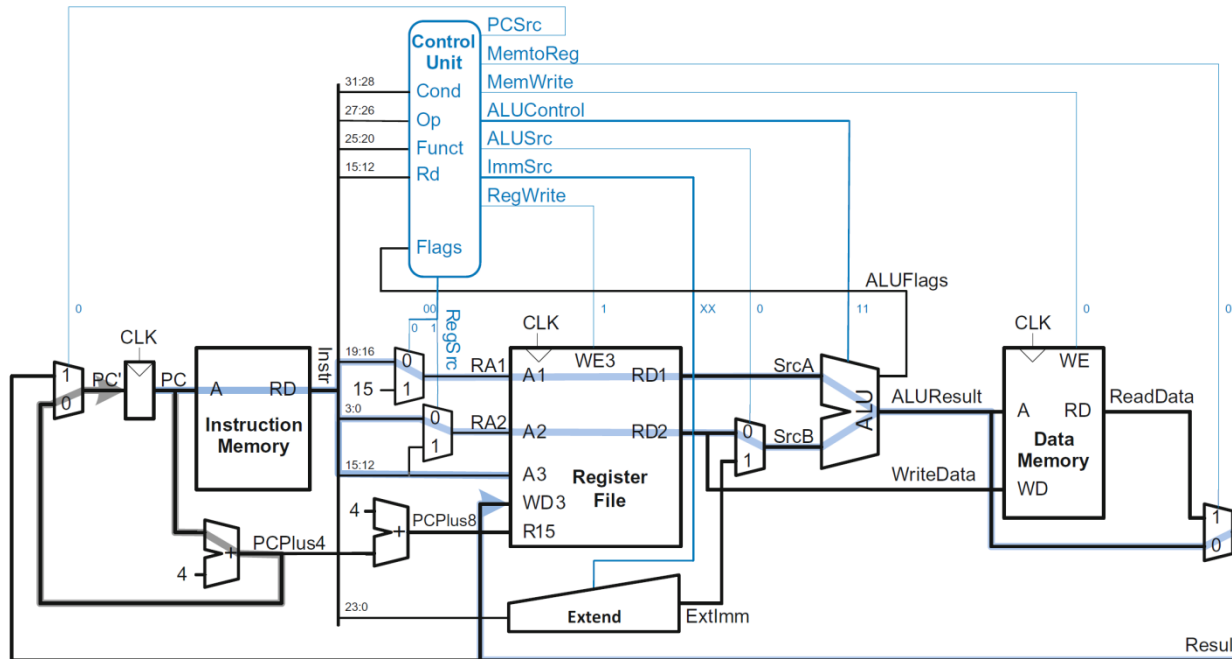 PCSrc
Control
Unit
MemtoReg
MemWrite
ALUControl
ALUSrc
ImmSrc
RegWrite
31:28
Cond
27:26
Op
25:20
Funct
15:12
Rd
Flags
ALUFlags
0
00
0 1
RegSrc
1
XX
0
11
0
0
CLK
CLK
CLK
1
0
PC'
PC
A
RD
Instruction
Memory
Instr
19:16
0
15
1
RA1
3:0
0
1
RA2
15:12
WE3
A1
RD1
A2
RD2
A3
WD3
R15
Register
File
SrcA
0
1
SrcB
ALU
ALUResult
WriteData
WE
A
RD
Data
Memory
WD
ReadData
1
0
4
+
PCPlus4
4
+
PCPlus8
23:0
Extend
ExtImm
Resul